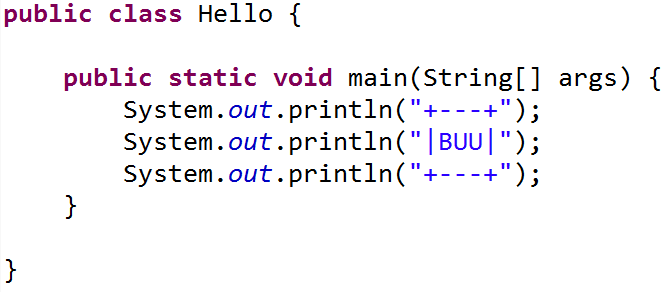 public class Hello {
public static void main(String[] args) {
System.out.println("+---+");
System.out.println("|BUU|");
System.out.println("+---+");
}
}